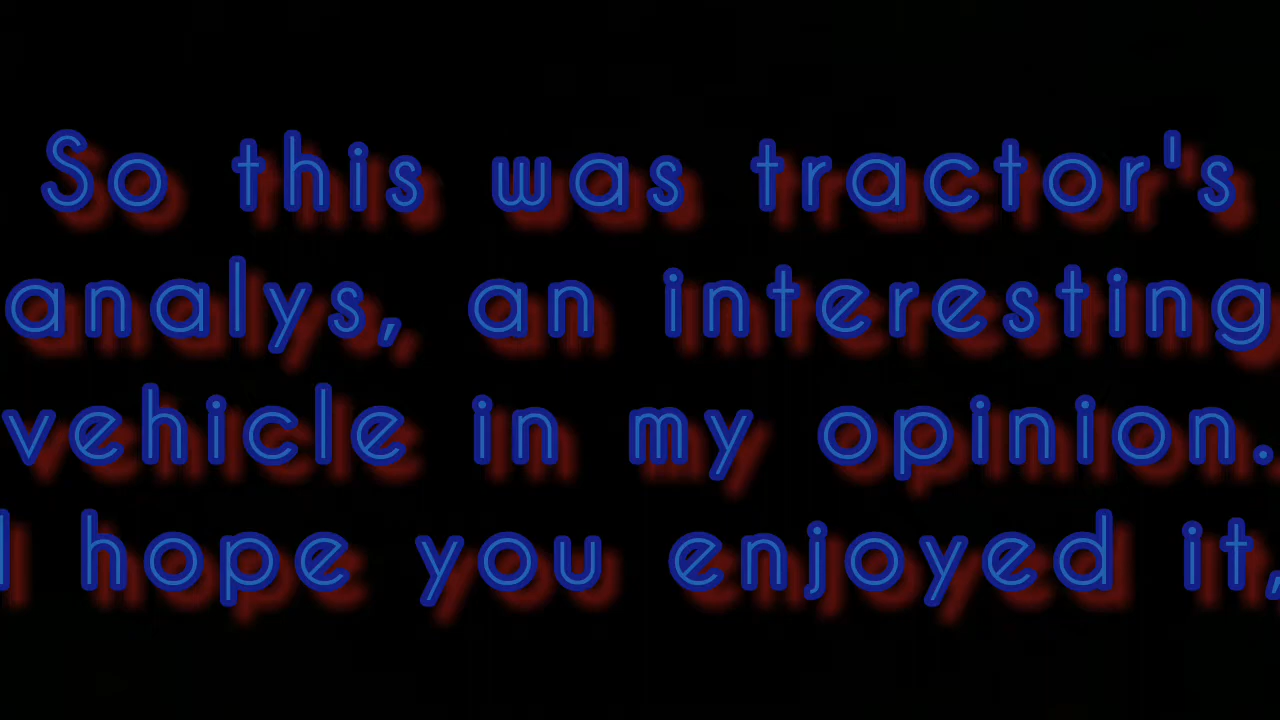 So this was tractor's
analys, an interesting
vehicle in my opinion.
I hope you enjoyed it,